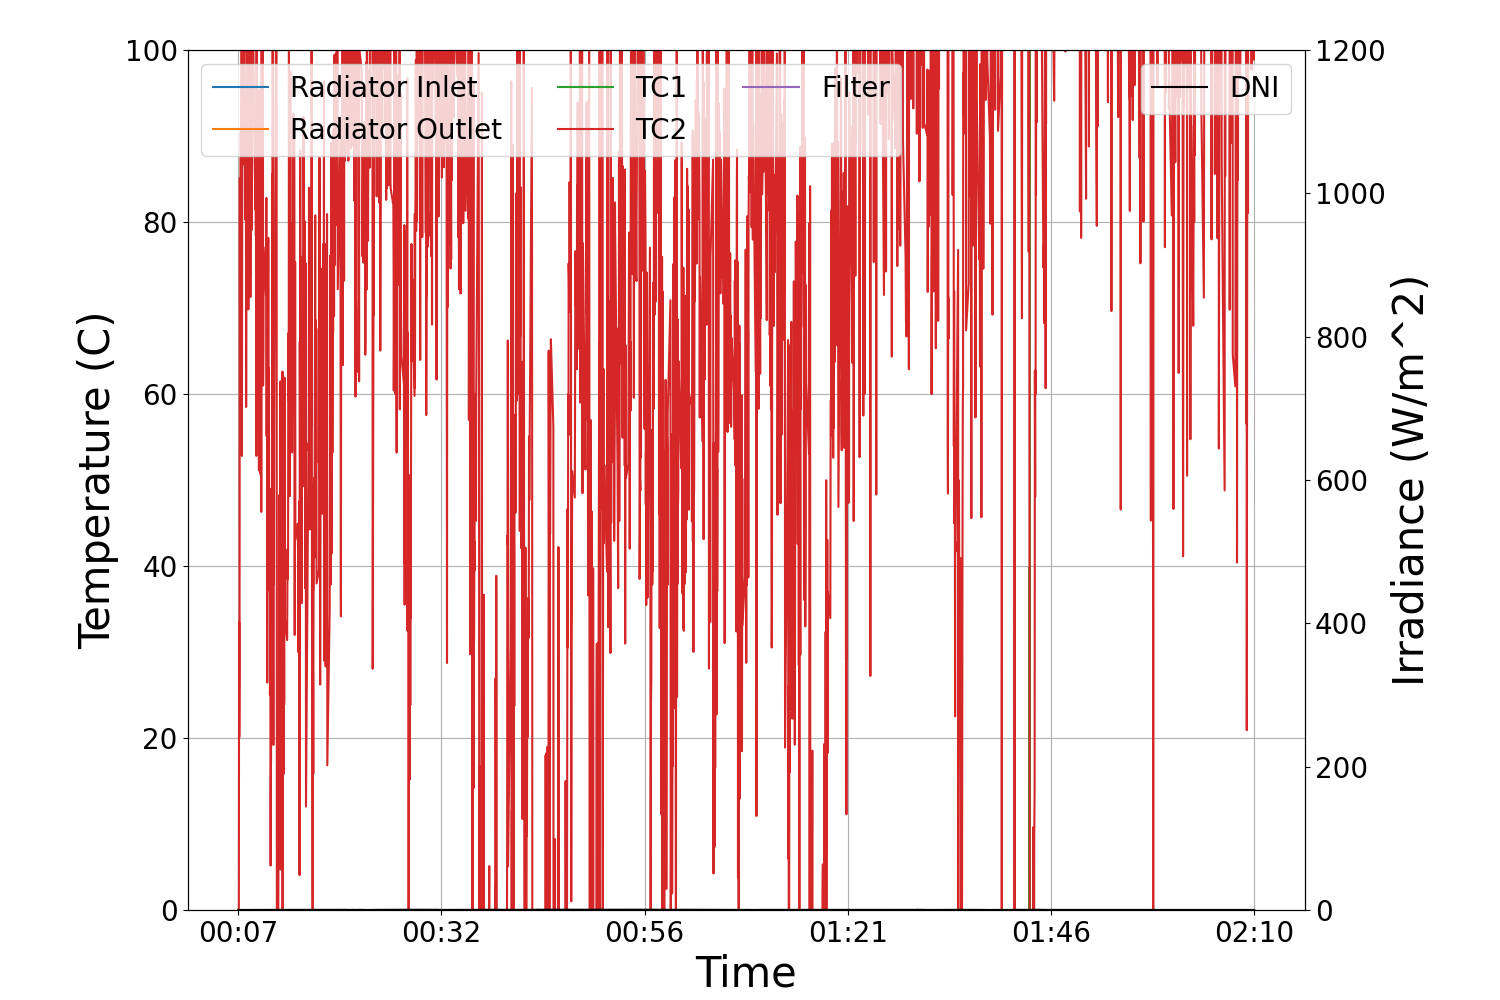 100
80
60
40
20
0
Temperature (C)
Radiator Inlet
Radiator Outlet
TC1
TC2
Filter
DNI
1200
1000
800
600
400
200
0
Irradiance (W/m^2)
00:07 00:32 00:56 01:21 01:46 02:10
Time